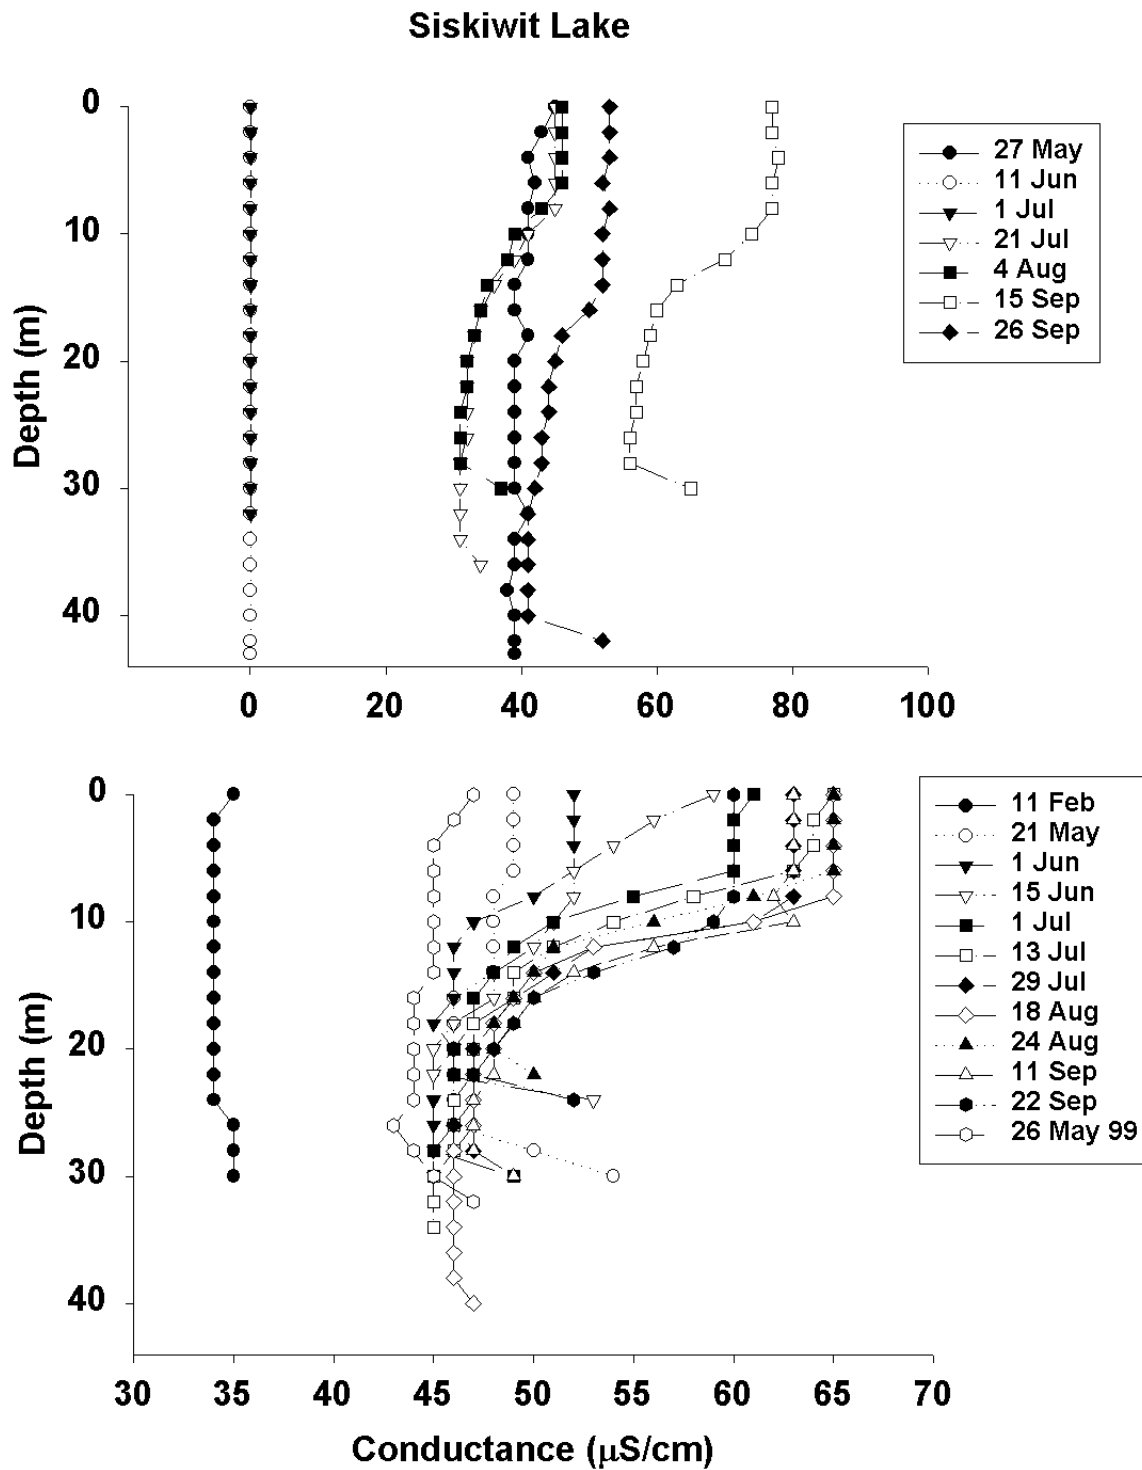 Siskiwit Lake
0
10
20
30
40
Depth (m)
0 20 40 60 80 100
27 May
11 Jun
1 Jul
21 Jul
4 Aug
15 Sep
26 Sep
0
10
20
30
40
Depth (m)
30 35 40 45 50 55 60 65 70
Conductance (μS/cm)
11 Feb
21 May
1 Jun
15 Jun
1 Jul
13 Jul
29 Jul
18 Aug
24 Aug
11 Sep
22 Sep
26 May 99